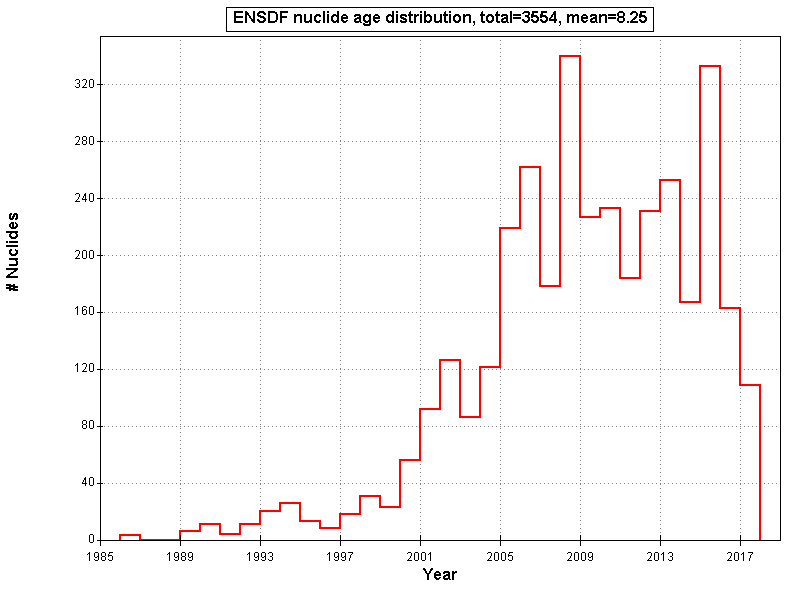 ENSDF nuclide age distribution, total=3554, mean=8.25
# Nuclides
320
280
240
200
160
120
80
40
0
1985 1989 1993 1997 2001 2005 2009 2013 2017
Year